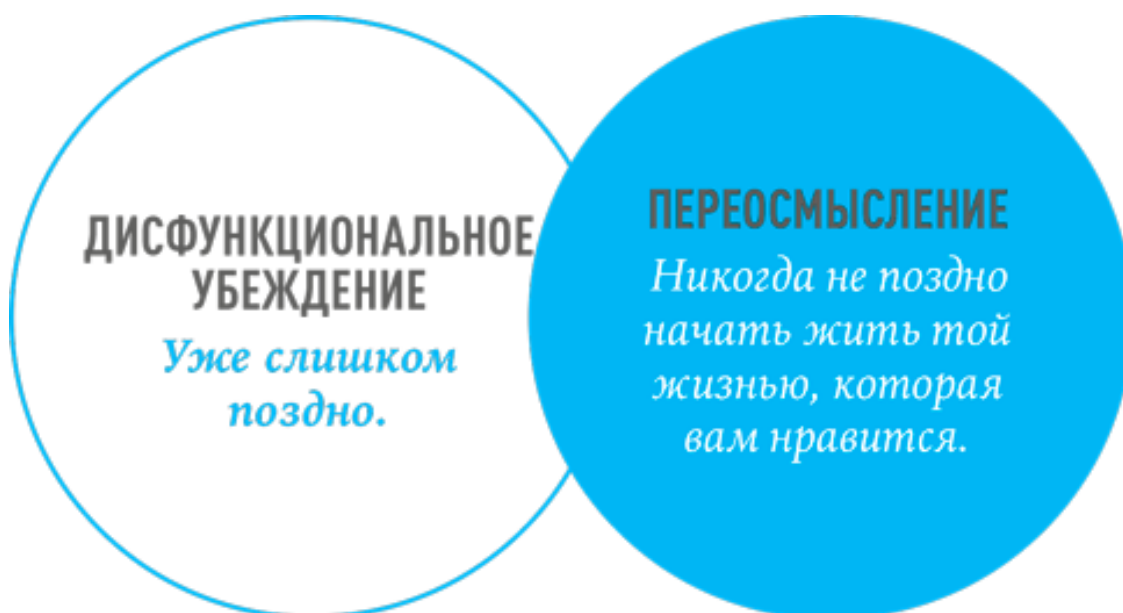 ДИСФУНКЦИОНАЛЬНОЕ
УБЕЖДЕНИЕ
Уже слишком
поздно.
ПЕРЕОСМЫСЛЕНИЕ
Никогда не поздно
начать жить той
жизнью, которая
вам нравится.